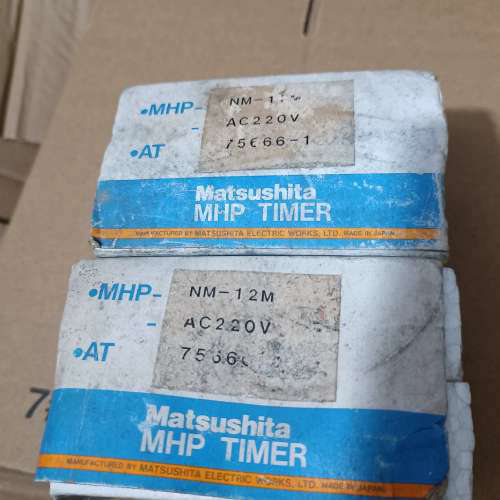 •MHP- NM-1 M
- AC220V
•AT 75666-1
Matsushita
MHP TIMER
MANUFACTURED BY MATSUSHITA ELECTRIC WORKS, LTD. MADE IN JAPAN
•MHP- NM-12M
- AC220V
•AT
Matsushita
MHP TIMER
MANUFACTURED BY MATSUSHITA ELECTRIC WORKS, LTD. MADE IN JAPAN